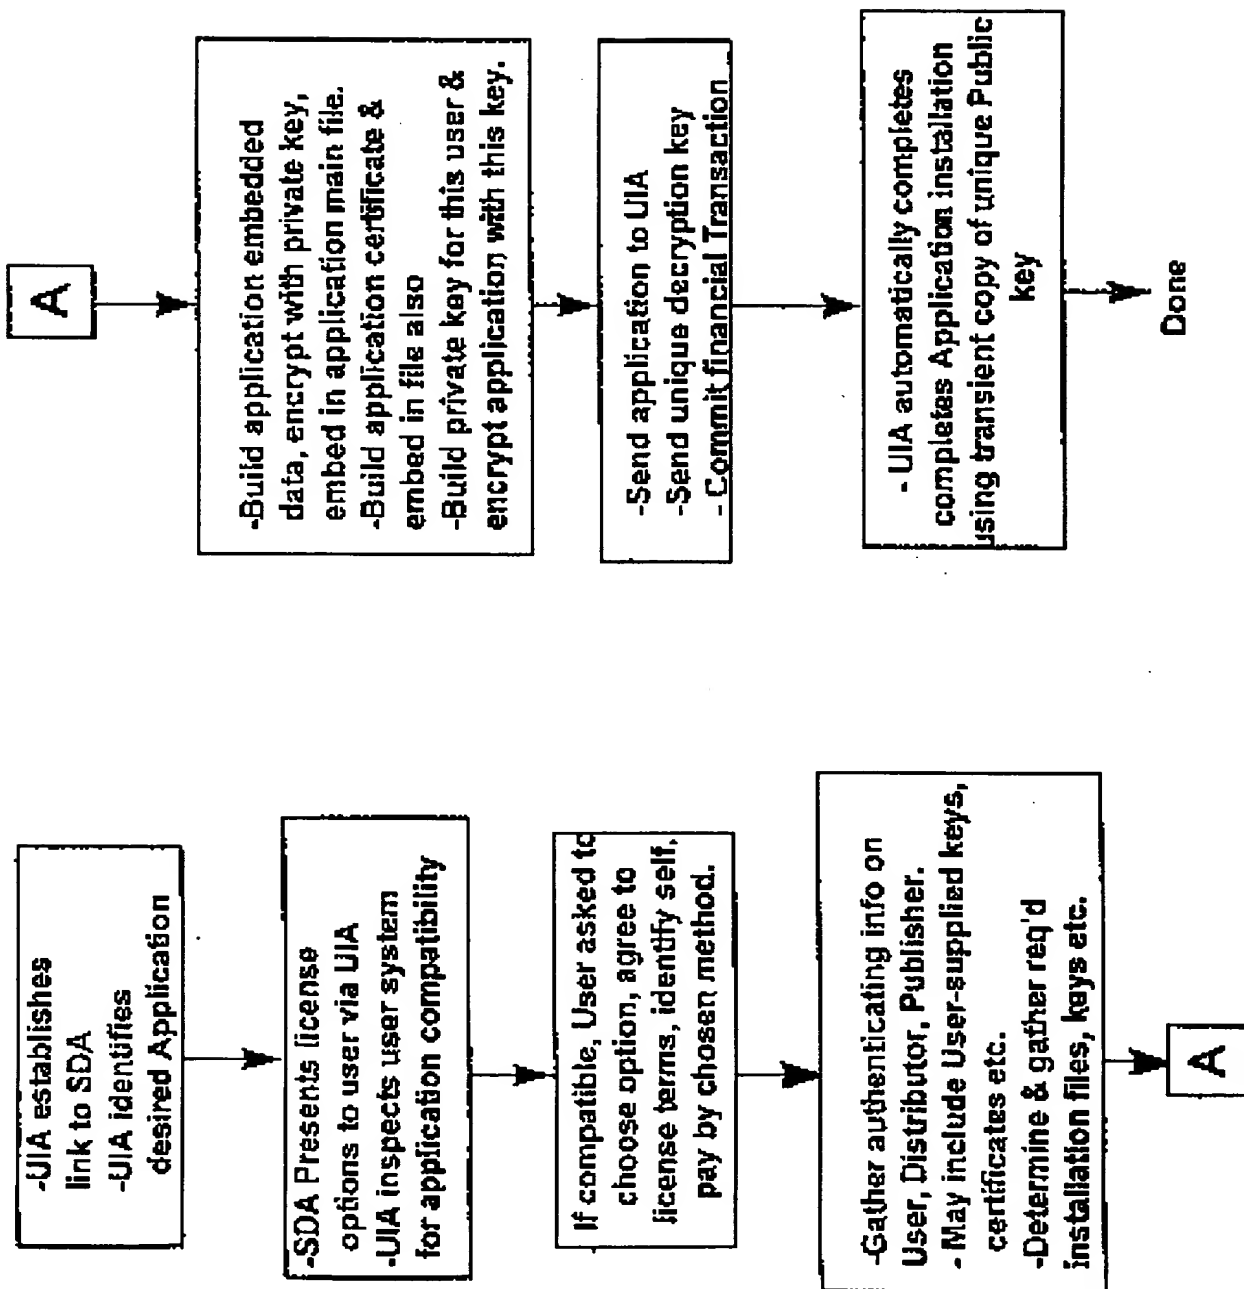 -UIA establishes
link to SDA
-UIA identifies
desired Application
-SDA Presents license
options to user via UIA
-UIA inspects user system
for application compatibility
If compatible, User asked to
choose option, agree to
license terms, identify self,
pay by chosen method.
-Gather authenticating info on
User, Distributor, Publisher.
- May include User-supplied keys,
certificates etc.
-Determine & gather req'd
installation files, keys etc.
A
A
-Build application embedded
data, encrypt with private key,
embed in application main file.
-Build application certificate &
embed in file also
-Build private key for this user &
encrypt application with this key.
-Send application to UIA
-Send unique decryption key
- Commit financial Transaction
- UIA automatically completes
completes Application installation
using transient copy of unique Public
key
Done